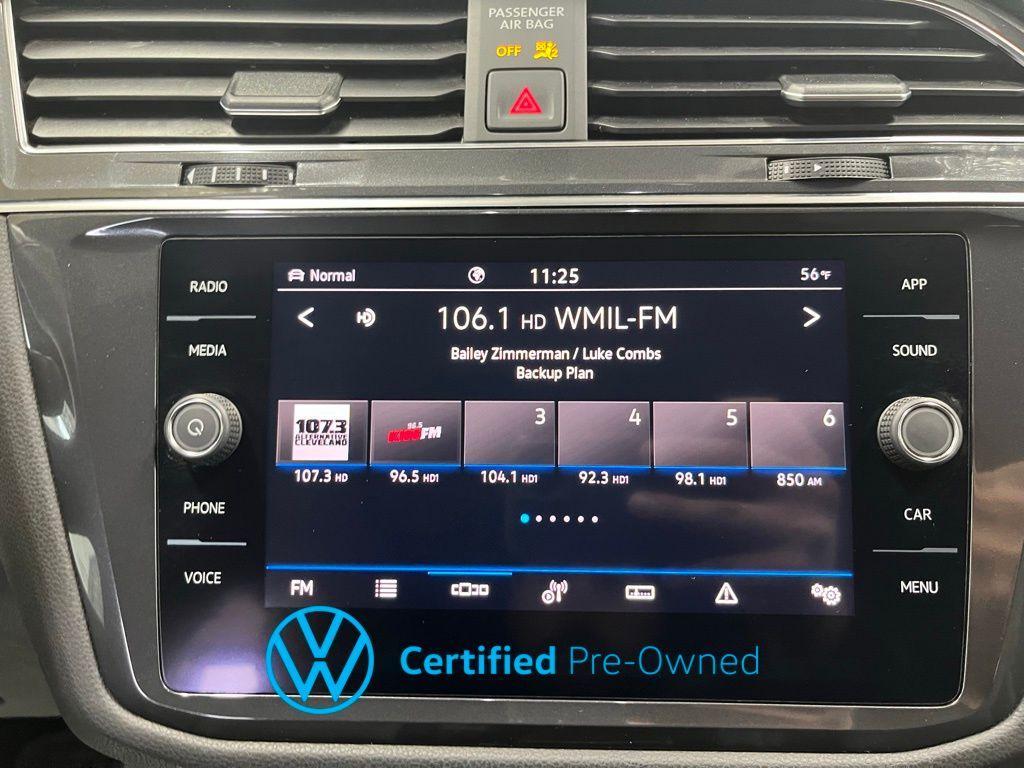 PASSENGER
AIR BAG
OFF
RADIO
MEDIA
PHONE
VOICE
Normal
11:25
56°F
106.1 HD WMIL-FM
Bailey Zimmerman / Luke Combs
Backup Plan
107.3
ALTERNATIVE
CLEVELAND
96.5
KISS FM
3
4
5
6
107.3 HD
96.5 HD1
104.1 HD1
92.3 HD1
98.1 HD1
850 AM
FM
APP
SOUND
CAR
MENU
Certified Pre-Owned